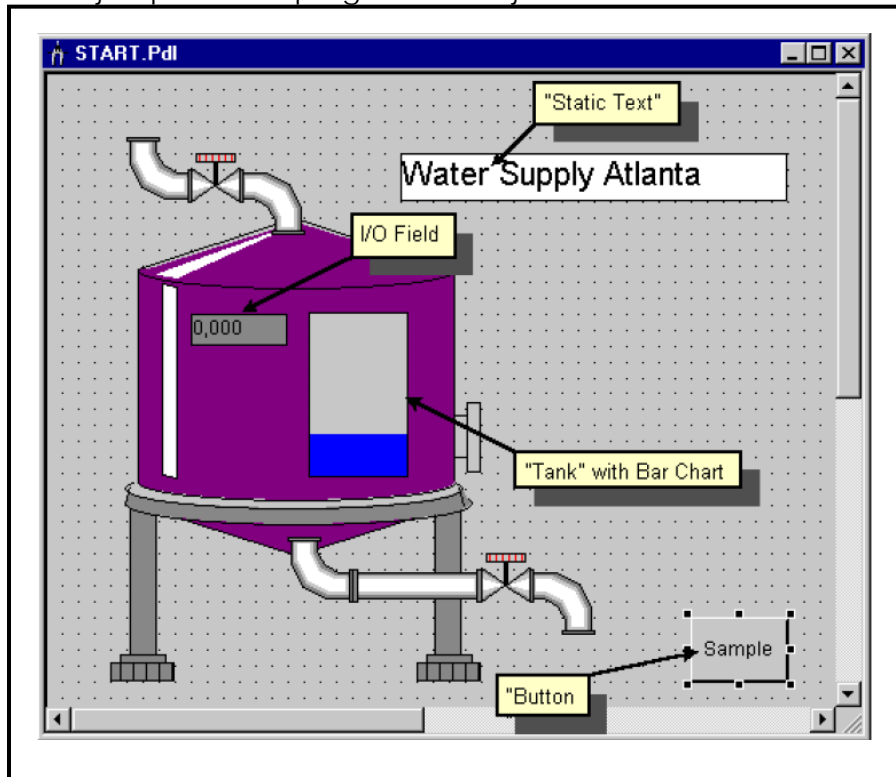 START.Pdl
"Static Text"
Water Supply Atlanta
I/O Field
0,000
"Tank" with Bar Chart
Sample
"Button